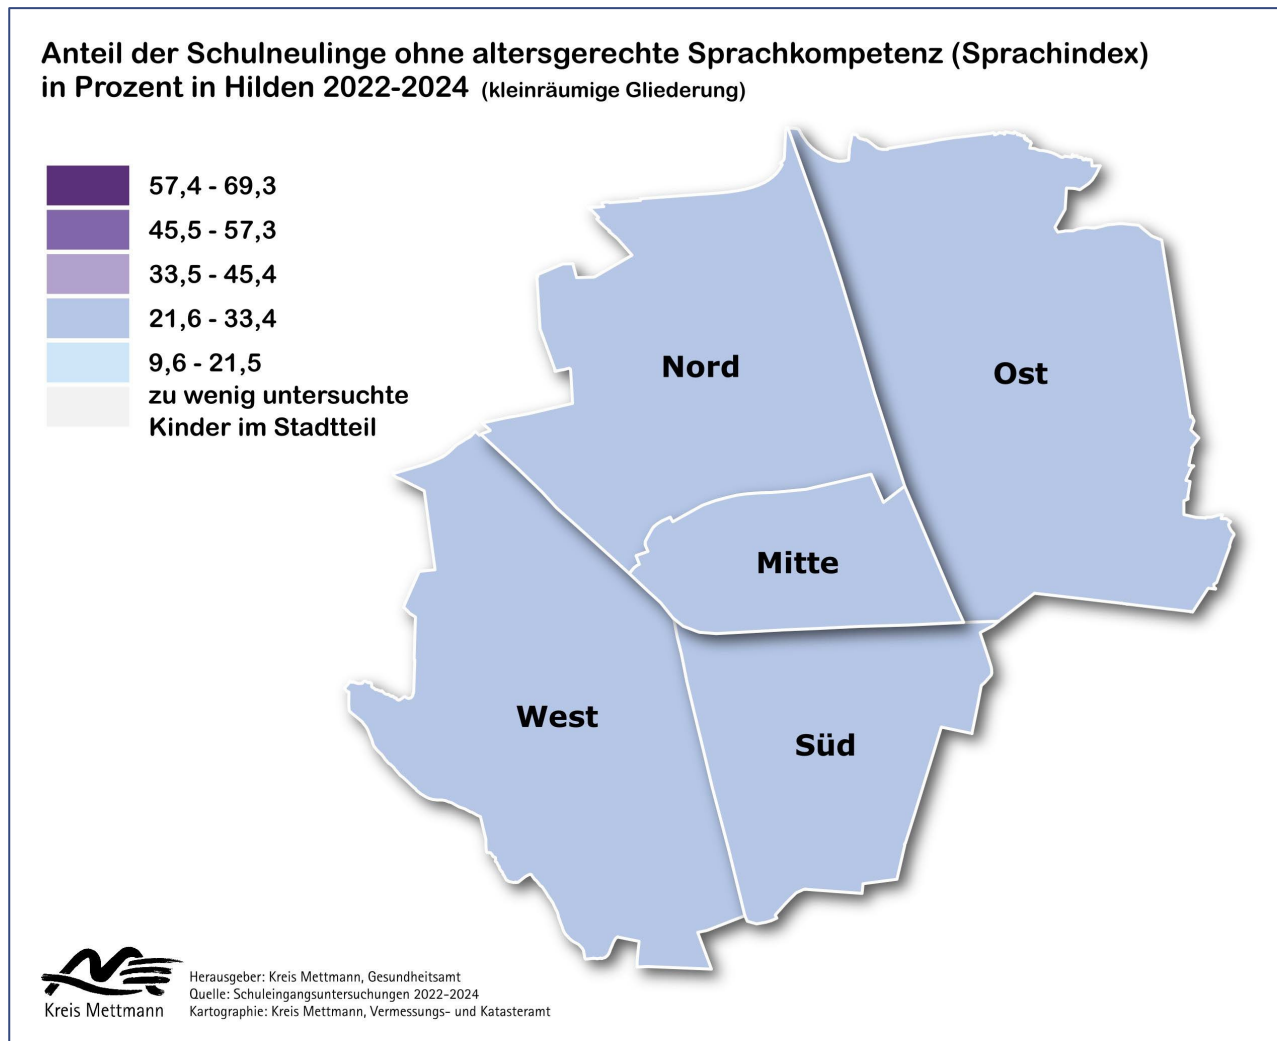 Anteil der Schulneulinge ohne altersgerechte Sprachkompetenz (Sprachindex)
in Prozent in Hilden 2022-2024 (kleinräumige Gliederung)
57,4 - 69,3
45,5 - 57,3
33,5 - 45,4
21,6 - 33,4
9,6 - 21,5
zu wenig untersuchte
Kinder im Stadtteil
Nord
Ost
Mitte
West
Süd
Kreis Mettmann
Herausgeber: Kreis Mettmann, Gesundheitsamt
Quelle: Schuleingangsuntersuchungen 2022-2024
Kartographie: Kreis Mettmann, Vermessungs- und Katasteramt